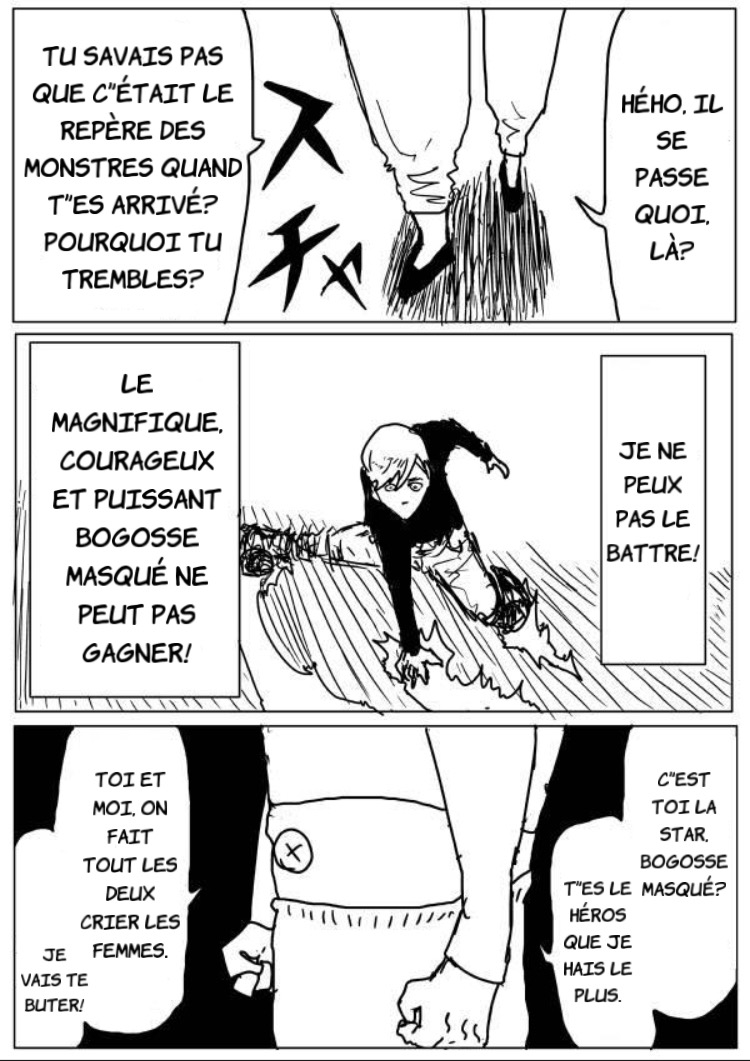 HÉHO, IL
SE
PASSE
QUOI,
LÀ?
スチャ
TU SAVAIS PAS
QUE C"ÉTAIT LE
REPÈRE DES
MONSTRES QUAND
T"ES ARRIVÉ?
POURQUOI TU
TREMBLES?
JE NE
PEUX
PAS LE
BATTRE!
LE
MAGNIFIQUE,
COURAGEUX
ET PUISSANT
BOGOSSE
MASQUÉ NE
PEUT PAS
GAGNER!
C"EST
TOI LA
STAR,
BOGOSSE
MASQUÉ?
T"ES LE
HÉROS
QUE JE
HAIS LE
PLUS.
TOI ET
MOI, ON
FAIT
TOUT LES
DEUX
CRIER LES
FEMMES.
JE
VAIS TE
BUTER!